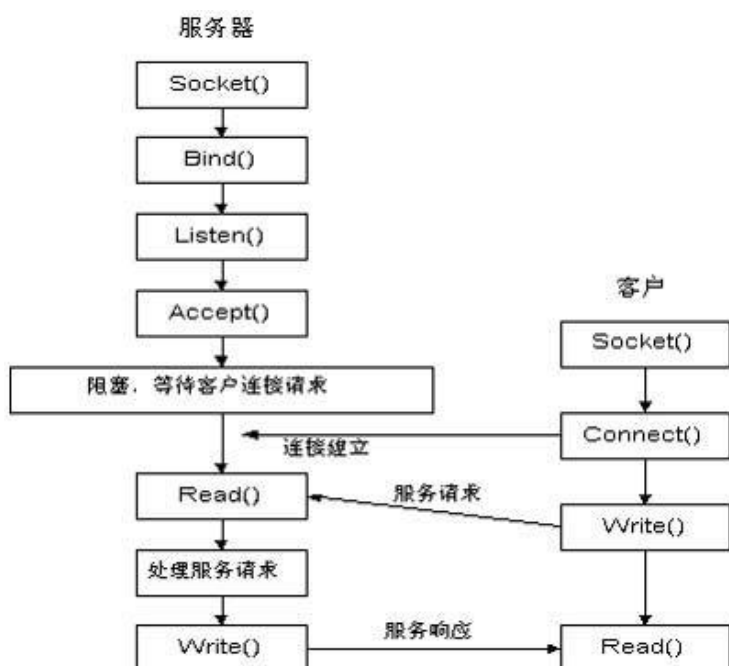 服务器
Socket()
Bind()
Listen()
Accept()
阻塞，等待客户连接请求
Read()
处理服务请求
Write()
客户
Socket()
Connect()
Write()
Read()
连接建立
服务请求
服务响应